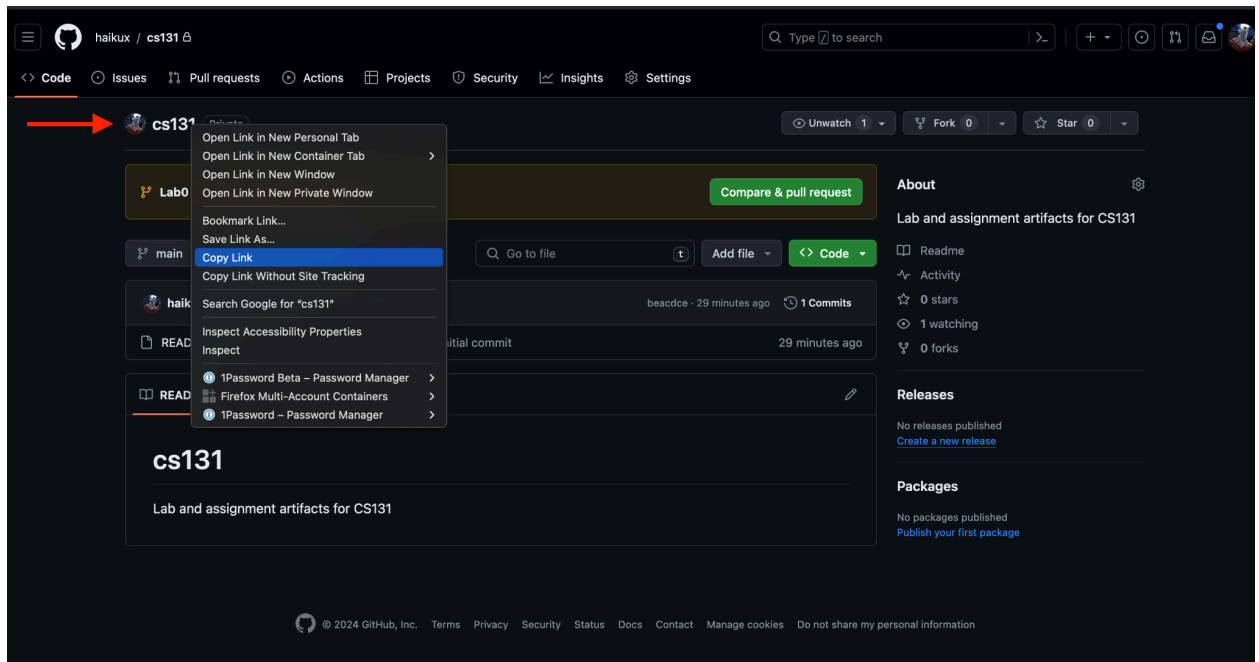 haikux / cs131
Type / to search
Code Issues Pull requests Actions Projects Security Insights Settings
cs131 Private
Unwatch 1 Fork 0 Star 0
Open Link in New Personal Tab
Open Link in New Container Tab
Open Link in New Window
Open Link in New Private Window
Bookmark Link...
Save Link As...
Copy Link
Copy Link Without Site Tracking
Search Google for “cs131”
Inspect Accessibility Properties
Inspect
1Password Beta – Password Manager
Firefox Multi-Account Containers
1Password – Password Manager
Lab0
Compare & pull request
main
Go to file t Add file Code
beacdce · 29 minutes ago 1 Commits
29 minutes ago
cs131
Lab and assignment artifacts for CS131
About
Lab and assignment artifacts for CS131
Readme
Activity
0 stars
1 watching
0 forks
Releases
No releases published
Create a new release
Packages
No packages published
Publish your first package
© 2024 GitHub, Inc. Terms Privacy Security Status Docs Contact Manage cookies Do not share my personal information